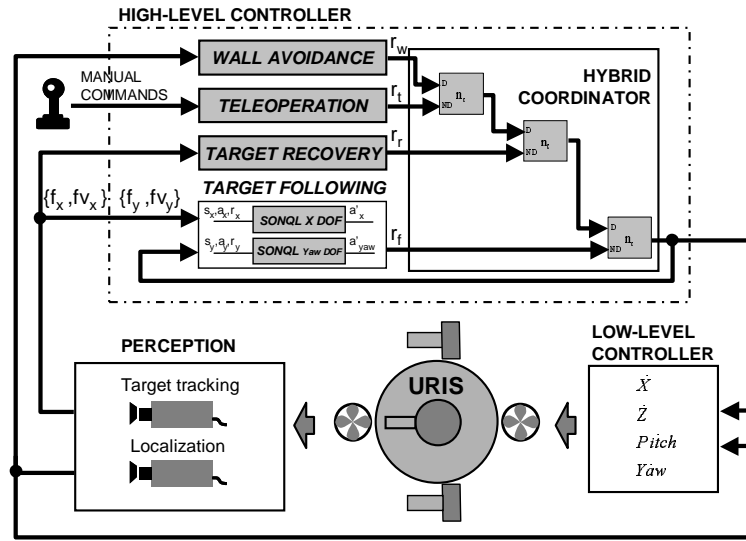 HIGH-LEVEL CONTROLLER
WALL AVOIDANCE
r_w
MANUAL
COMMANDS
TELEOPERATION
r_t
TARGET RECOVERY
r_r
HYBRID
COORDINATOR
D
ND
n_t
D
ND
n_t
D
ND
n_t
TARGET FOLLOWING
{f_x ,fv_x } {f_y ,fv_y }
s_x,a_x,r_x
SONQL X DOF
a'_x
s_y,a_y,r_y
SONQL Yaw DOF
a'_yaw
r_f
PERCEPTION
Target tracking
Localization
URIS
LOW-LEVEL
CONTROLLER
Ẋ
Ż
Pitch
Yaw